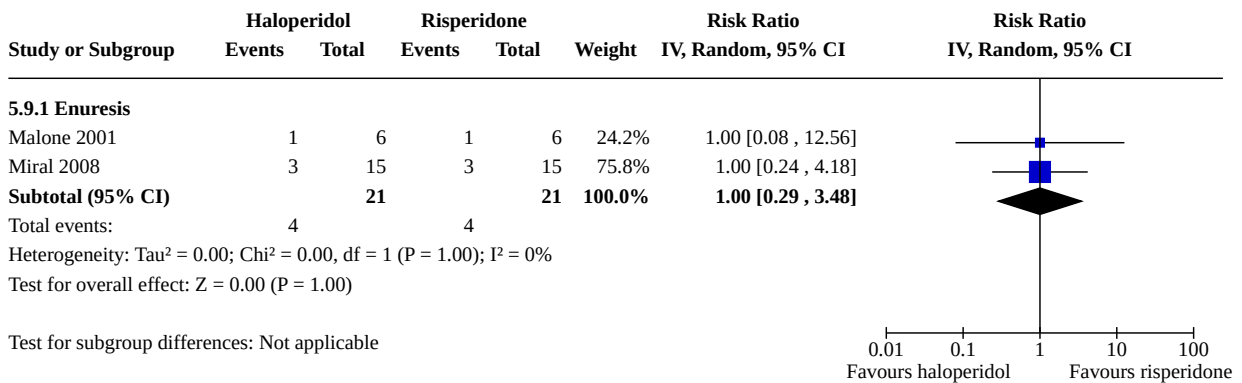 Haloperidol Risperidone Risk Ratio Risk Ratio
Study or Subgroup Events Total Events Total Weight IV, Random, 95% CI IV, Random, 95% CI
5.9.1 Enuresis
Malone 2001 1 6 1 6 24.2% 1.00 [0.08 , 12.56]
Miral 2008 3 15 3 15 75.8% 1.00 [0.24 , 4.18]
Subtotal (95% CI) 21 21 100.0% 1.00 [0.29 , 3.48]
Total events: 4 4
Heterogeneity: Tau² = 0.00; Chi² = 0.00, df = 1 (P = 1.00); I² = 0%
Test for overall effect: Z = 0.00 (P = 1.00)
Test for subgroup differences: Not applicable
0.01 0.1 1 10 100
Favours haloperidol Favours risperidone